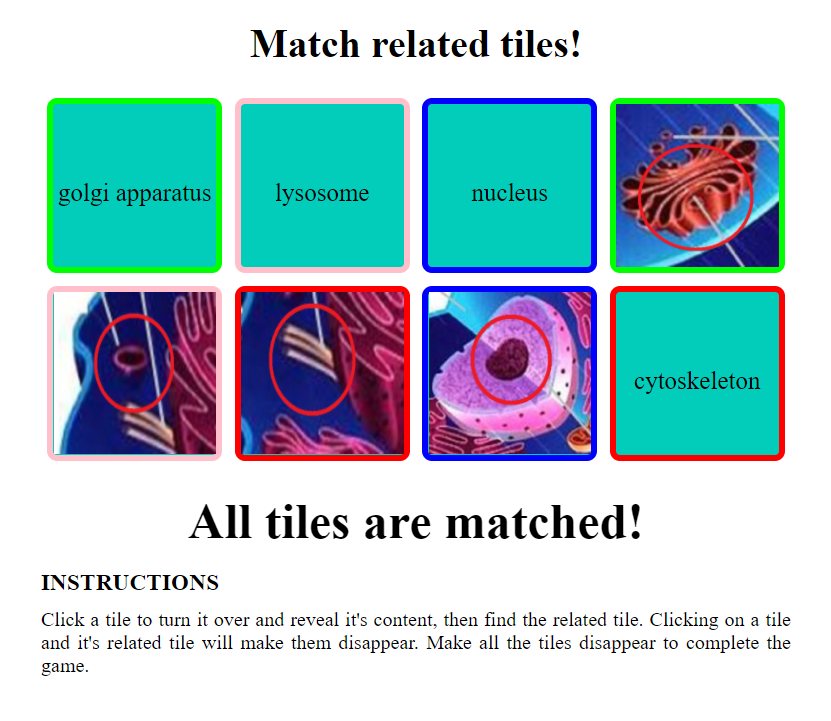 Match related tiles!
golgi apparatus
lysosome
nucleus
cytoskeleton
All tiles are matched!
INSTRUCTIONS
Click a tile to turn it over and reveal it's content, then find the related tile. Clicking on a tile
and it's related tile will make them disappear. Make all the tiles disappear to complete the
game.